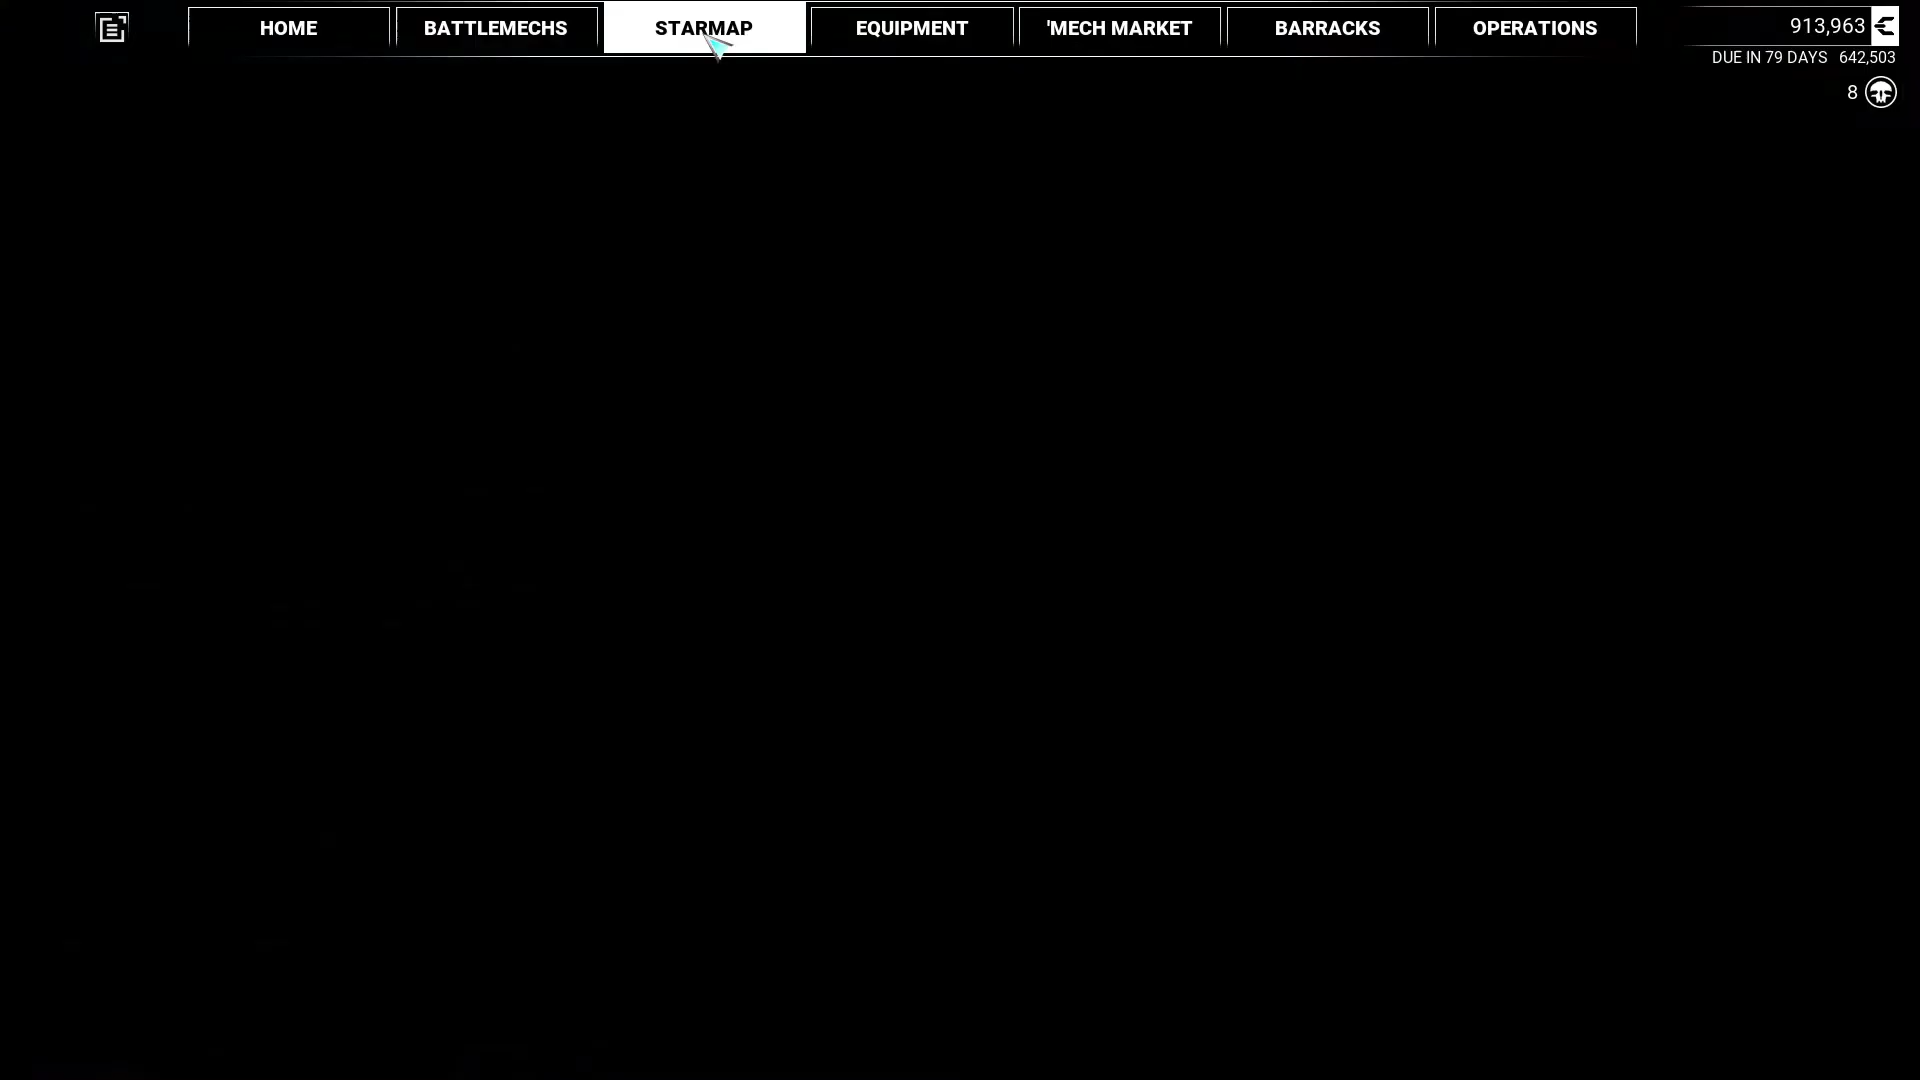 HOME
BATTLEMECHS
STARMAP
EQUIPMENT
'MECH MARKET
BARRACKS
OPERATIONS
913,963
DUE IN 79 DAYS 642,503
8